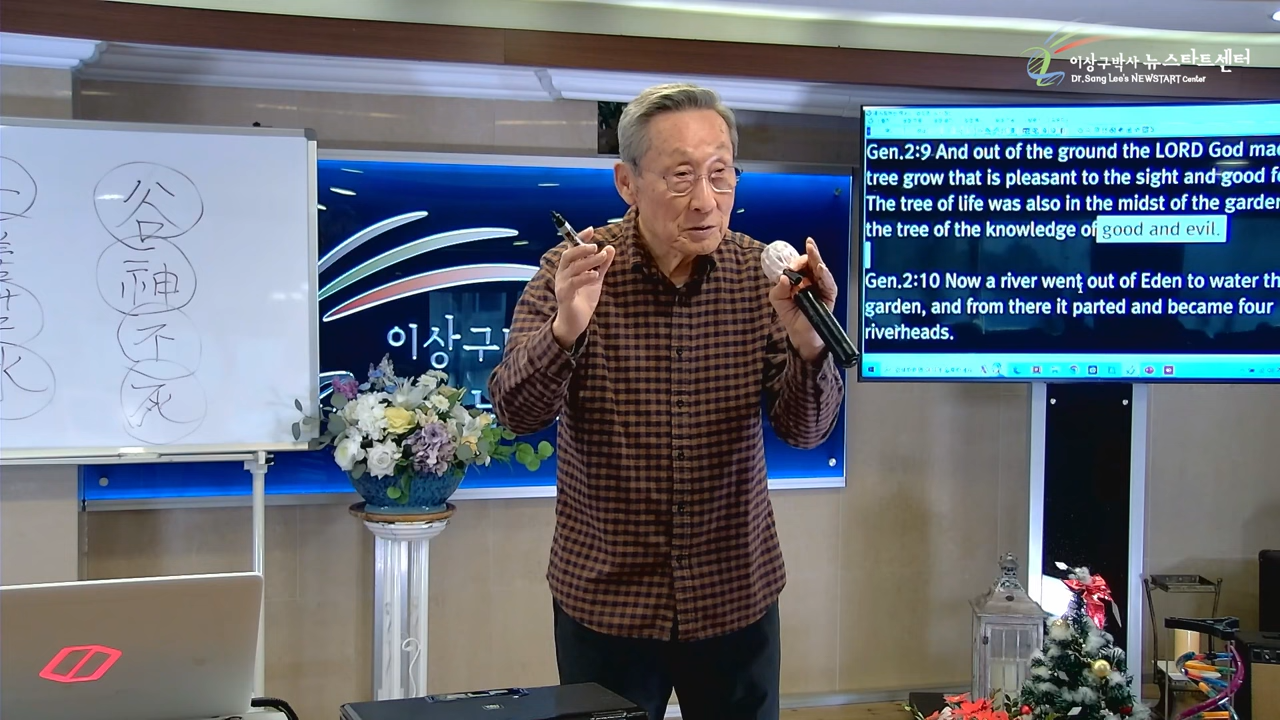 이상구박사 뉴스타트센터
Dr. Sang Lee's NEWSTART Center
谷
神
不
死
水
이상구
Gen.2:9 And out of the ground the LORD God mad
tree grow that is pleasant to the sight and good f
The tree of life was also in the midst of the garden
the tree of the knowledge of good and evil.
Gen.2:10 Now a river went out of Eden to water th
garden, and from there it parted and became four
riverheads.